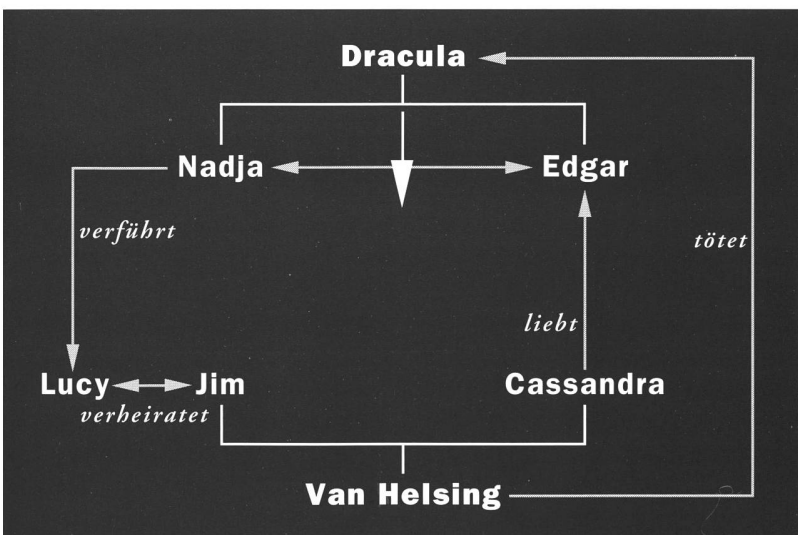 Dracula
Nadja Edgar
verführt
tötet
liebt
Lucy Jim Cassandra
verheiratet
Van Helsing